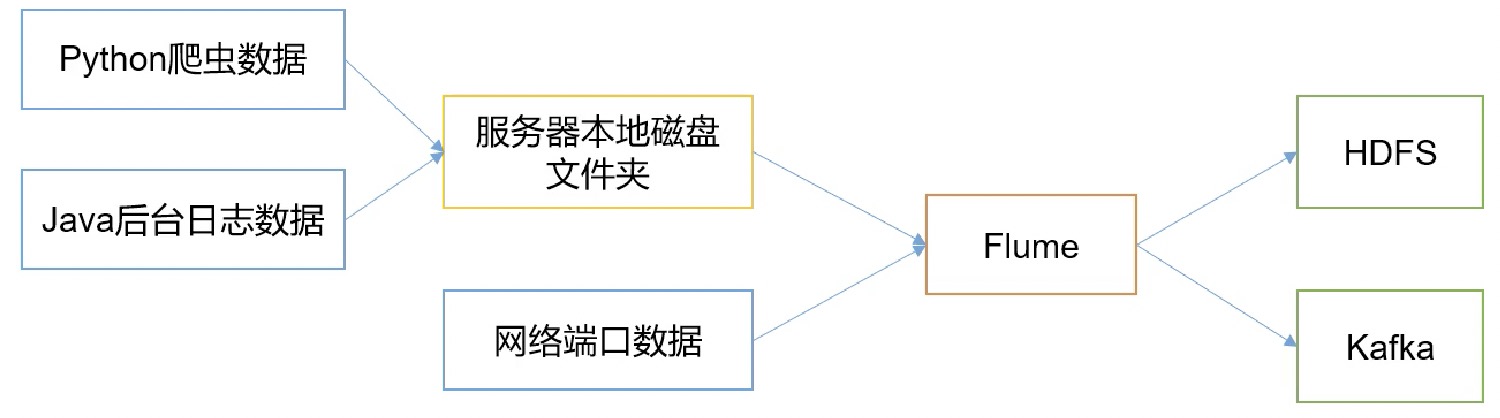 Python爬虫数据
Java后台日志数据
服务器本地磁盘
文件夹
网络端口数据
Flume
HDFS
Kafka